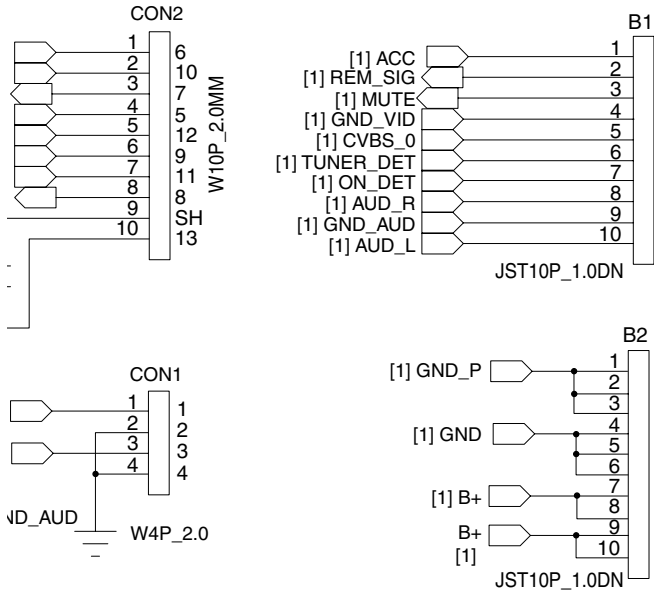 CON2
1
2
3
4
5
6
7
8
9
10
6
10
7
5
12
9
11
8
SH
13
W10P_2.0MM
B1
[1] ACC
[1] REM_SIG
[1] MUTE
[1] GND_VID
[1] CVBS_0
[1] TUNER_DET
[1] ON_DET
[1] AUD_R
[1] GND_AUD
[1] AUD_L
1
2
3
4
5
6
7
8
9
10
JST10P_1.0DN
CON1
1
2
3
4
1
2
3
4
ND_AUD
W4P_2.0
B2
[1] GND_P
[1] GND
[1] B+
B+
[1]
1
2
3
4
5
6
7
8
9
10
JST10P_1.0DN